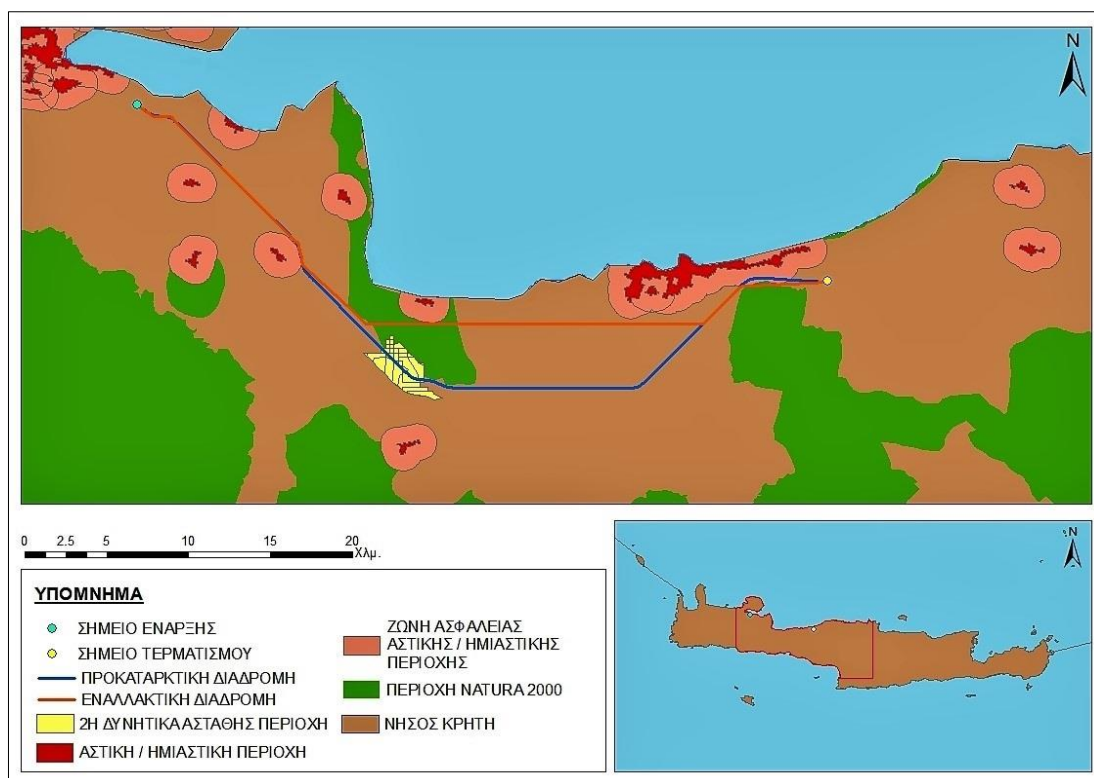 N
0 2.5 5 10 15 20
Χλμ.
N
ΥΠΟΜΝΗΜΑ
ΣΗΜΕΙΟ ΕΝΑΡΞΗΣ
ΣΗΜΕΙΟ ΤΕΡΜΑΤΙΣΜΟΥ
ΠΡΟΚΑΤΑΡΚΤΙΚΗ ΔΙΑΔΡΟΜΗ
ΕΝΑΛΛΑΚΤΙΚΗ ΔΙΑΔΡΟΜΗ
2Η ΔΥΝΗΤΙΚΑ ΑΣΤΑΘΗΣ ΠΕΡΙΟΧΗ
ΑΣΤΙΚΗ / ΗΜΙΑΣΤΙΚΗ ΠΕΡΙΟΧΗ
ΖΩΝΗ ΑΣΦΑΛΕΙΑΣ
ΑΣΤΙΚΗΣ / ΗΜΙΑΣΤΙΚΗΣ
ΠΕΡΙΟΧΗΣ
ΠΕΡΙΟΧΗ NATURA 2000
ΝΗΣΟΣ ΚΡΗΤΗ